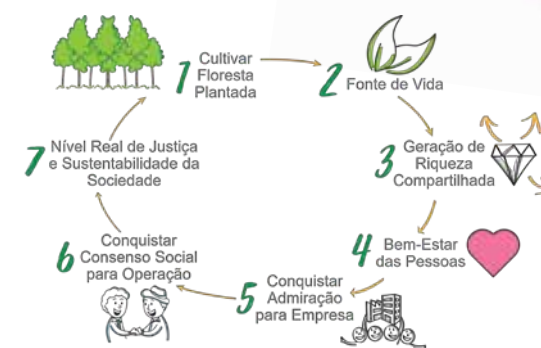 1 Cultivar
Floresta
Plantada
2 Fonte de Vida
3 Geração de
Riqueza
Compartilhada
4 Bem-Estar
das Pessoas
5 Conquistar
Admiração
para Empresa
6 Conquistar
Consenso Social
para Operação
7 Nível Real de Justiça
e Sustentabilidade da
Sociedade